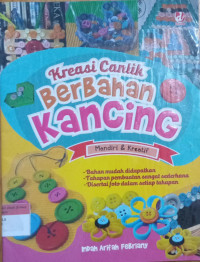 Kreasi Cantik
BERBAHAN
Kancing
Mandiri & Kreatif
- Bahan mudah didapatkan
- Tahapan pembuatan sangat sederhana
- Disertai foto dalam setiap tahapan
Indah Arifah Febriany